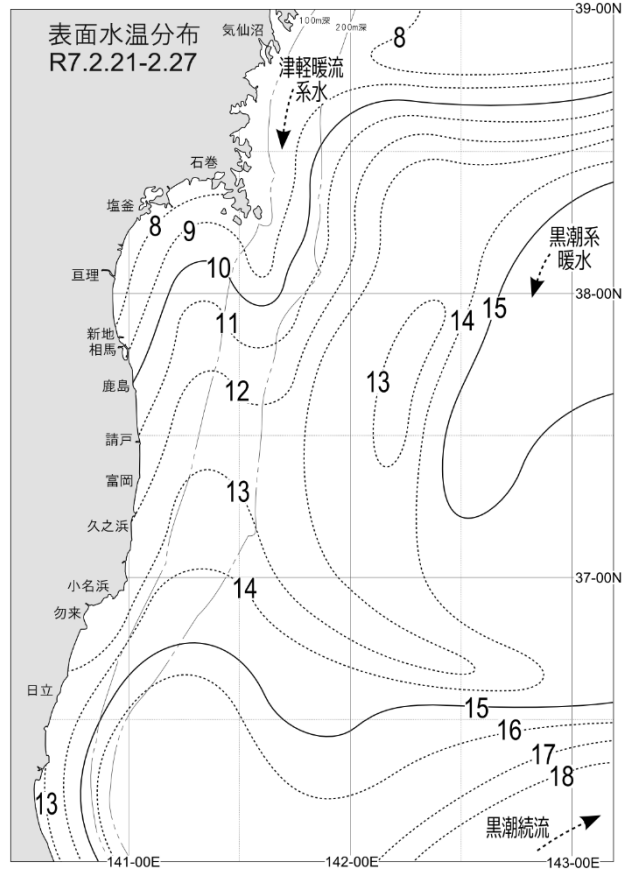 表面水温分布
R7.2.21-2.27
気仙沼
100m深
200m深
39-00N
8
津軽暖流
系水
石巻
塩釜
8
9
亘理
10
黒潮系
暖水
38-00N
15
14
11
新地
相馬
13
鹿島
12
請戸
富岡
13
久之浜
37-00N
小名浜
14
勿来
日立
15
16
17
18
13
黒潮続流
141-00E
142-00E
143-00E